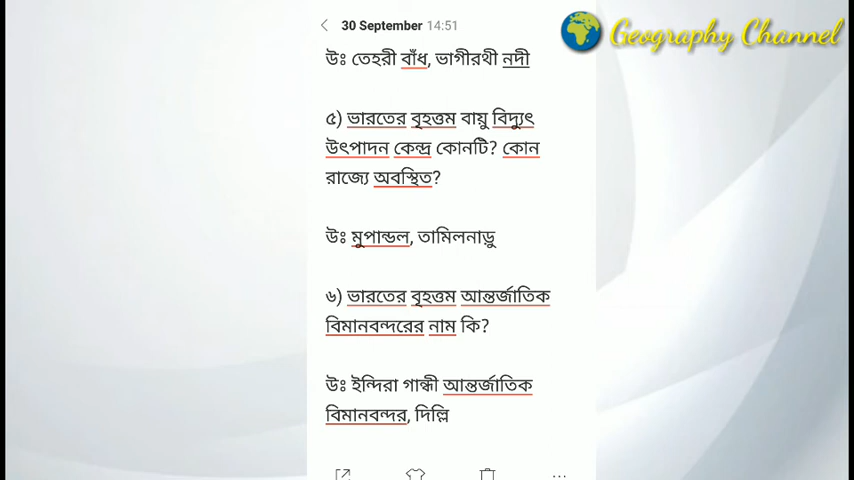 30 September 14:51
Geography Channel
উঃ তেহরী বাঁধ, ভাগীরথী নদী
৫) ভারতের বৃহত্তম বায়ু বিদ্যুৎ
উৎপাদন কেন্দ্র কোনটি? কোন
রাজ্যে অবস্থিত?
উঃ মুপান্ডল, তামিলনাড়ু
৬) ভারতের বৃহত্তম আন্তর্জাতিক
বিমানবন্দরের নাম কি?
উঃ ইন্দিরা গান্ধী আন্তর্জাতিক
বিমানবন্দর, দিল্লি